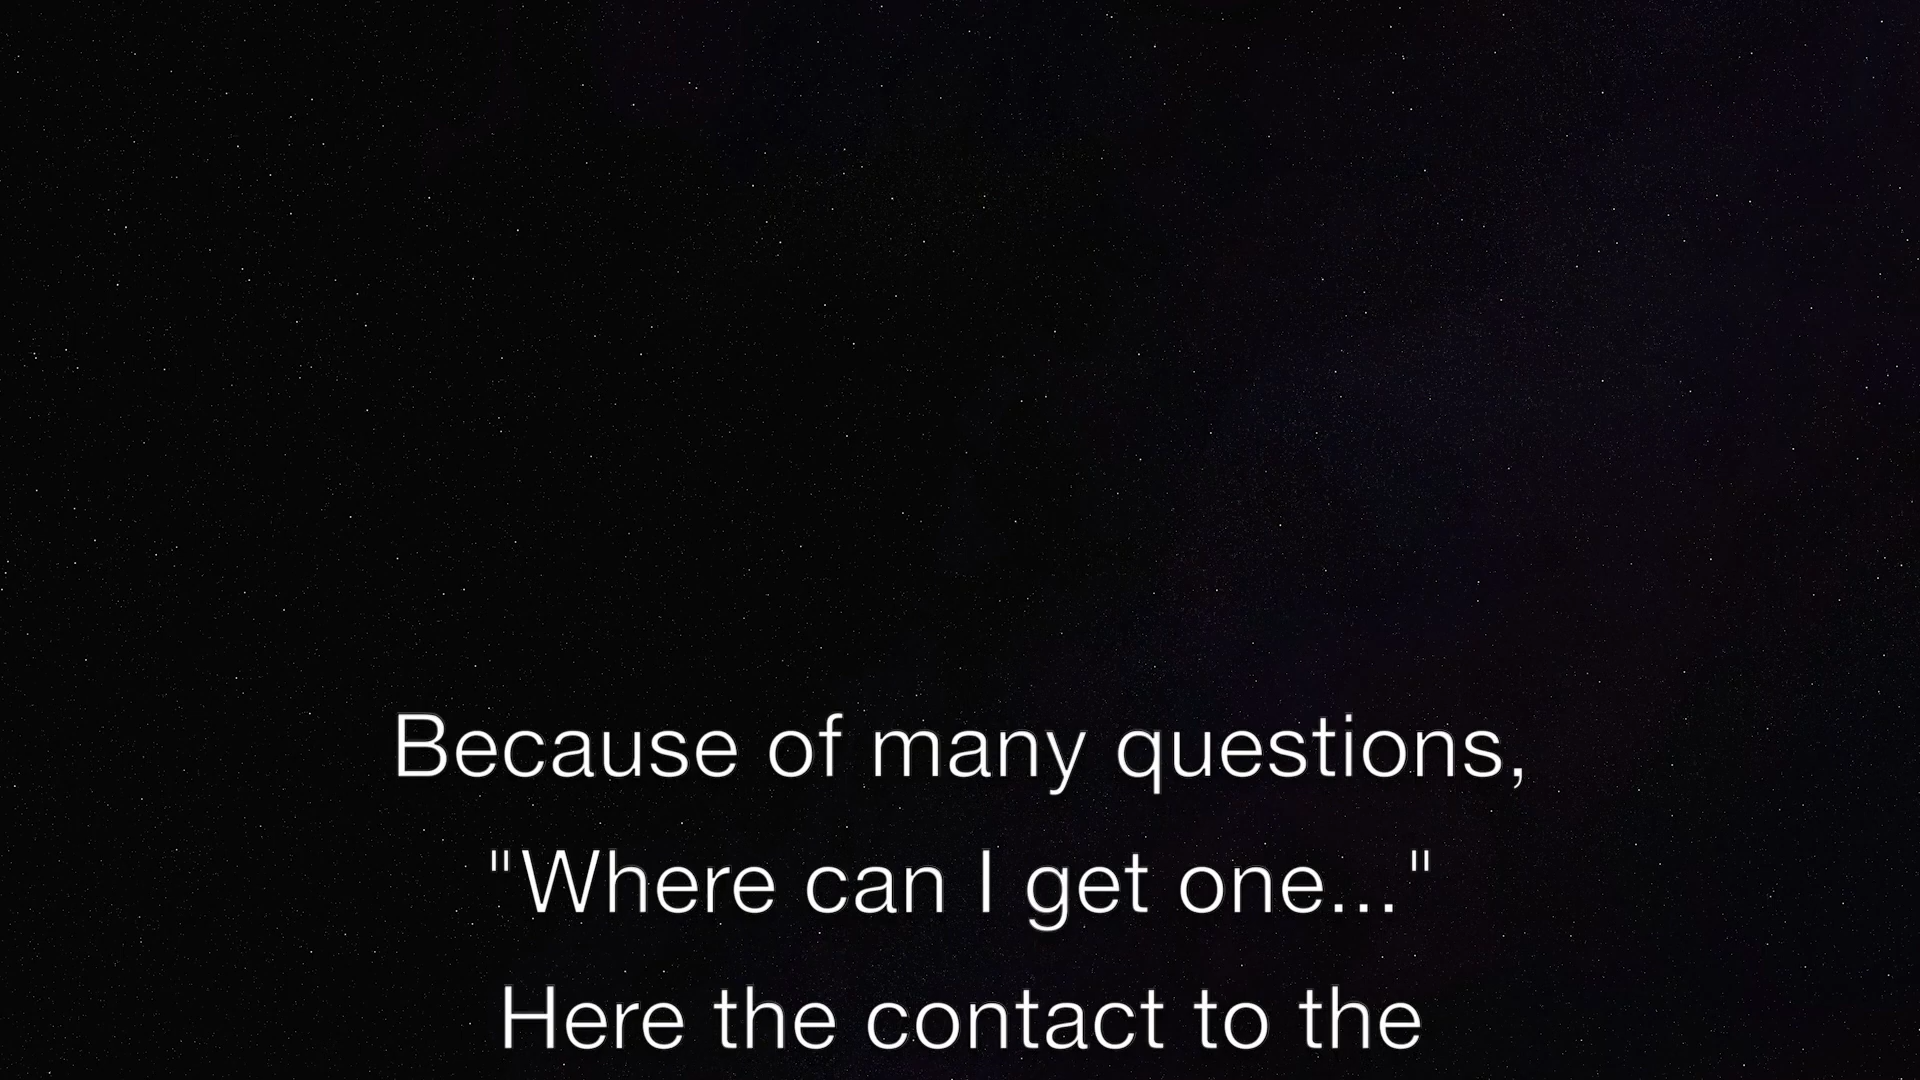 Because of many questions,
"Where can I get one..."
Here the contact to the